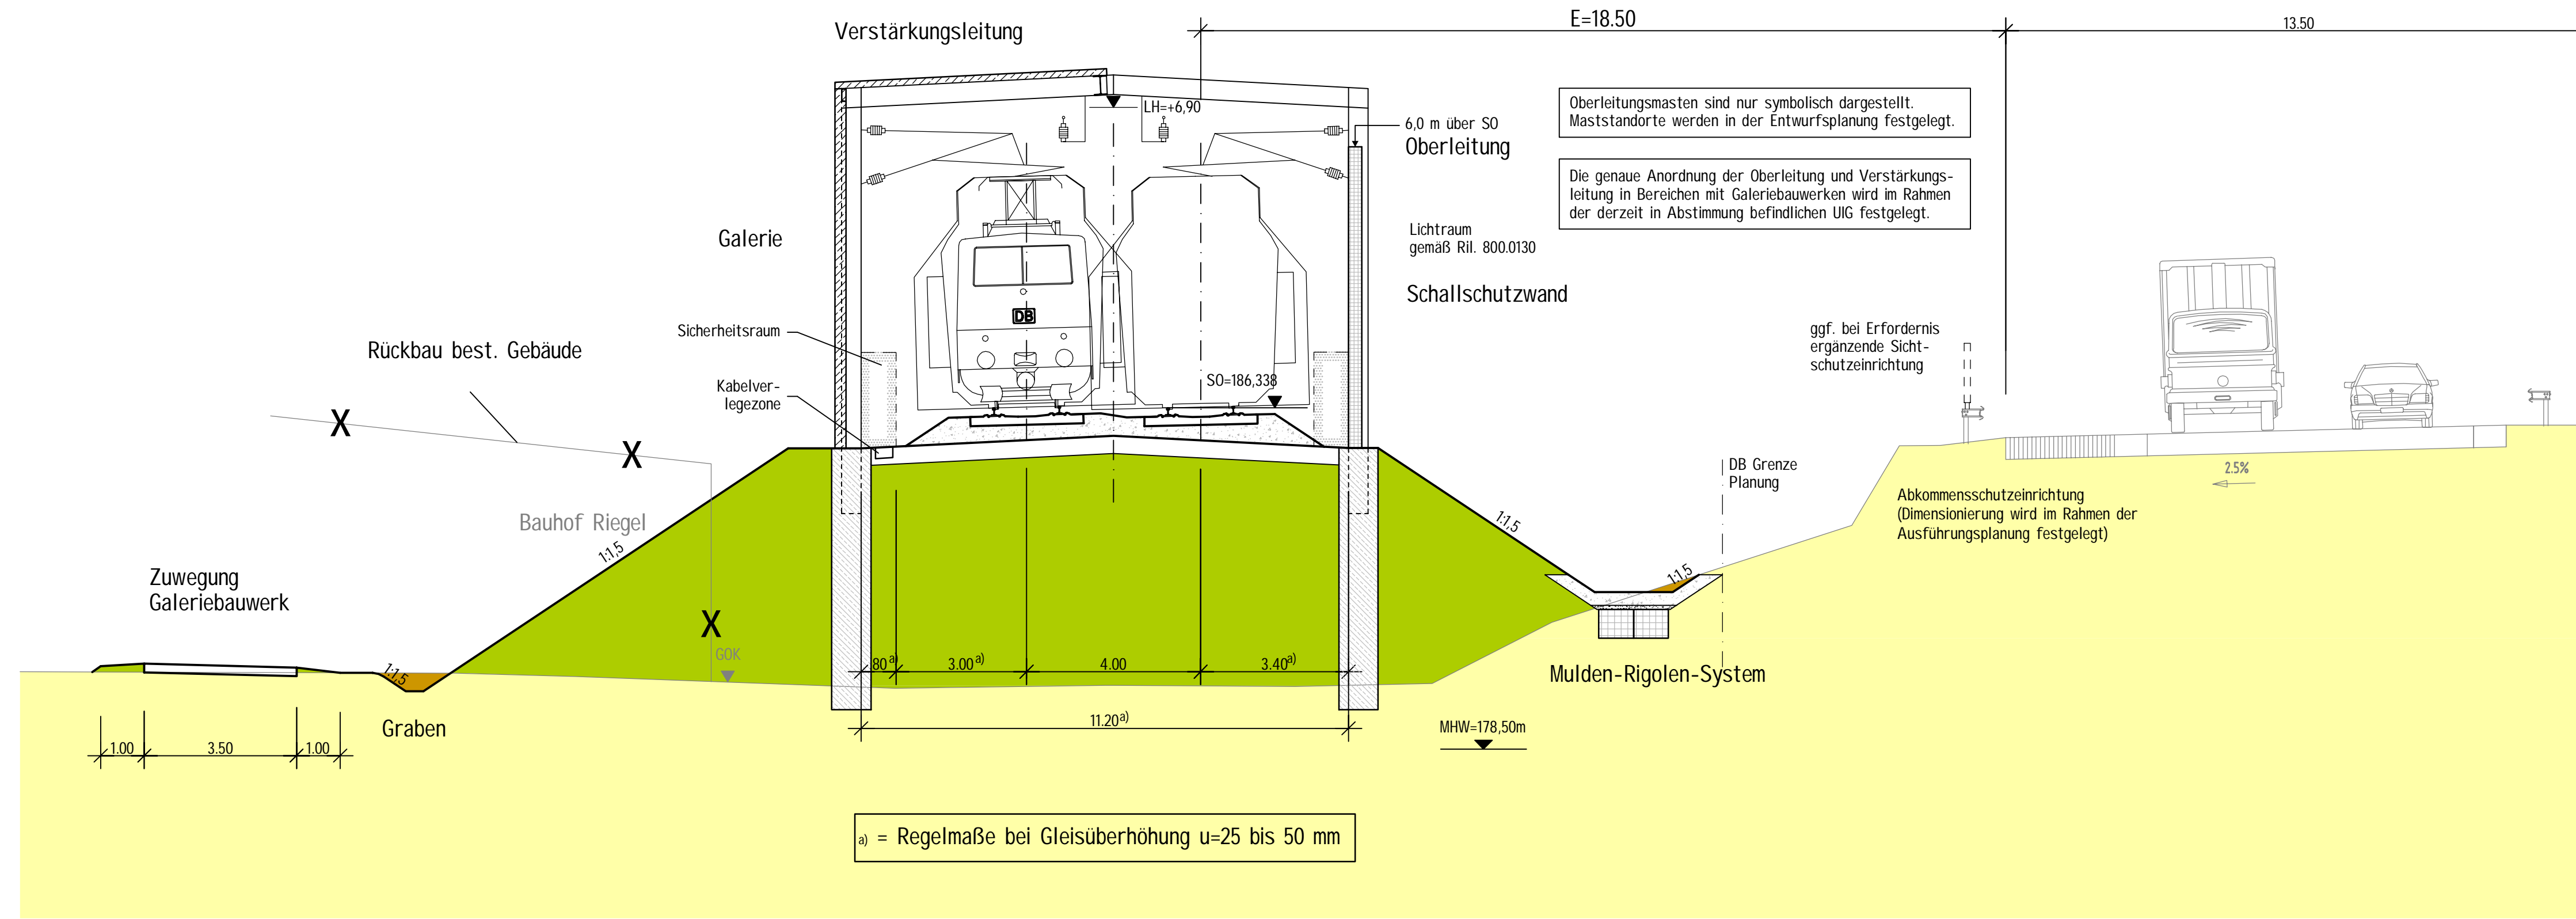 Verstärkungsleitung
E=18.50
13.50
LH=+6,90
6,0 m über SO
Oberleitung
Oberleitungsmasten sind nur symbolisch dargestellt.
Maststandorte werden in der Entwurfsplanung festgelegt.
Die genaue Anordnung der Oberleitung und Verstärkungs-
leitung in Bereichen mit Galeriebauwerken wird im Rahmen
der derzeit in Abstimmung befindlichen UIG festgelegt.
Galerie
Lichtraum
gemäß Ril. 800.0130
Schallschutzwand
DB
Sicherheitsraum
ggf. bei Erfordernis
ergänzende Sicht-
schutzeinrichtung
Rückbau best. Gebäude
Kabelver-
legezone
SO=186,338
X
X
DB Grenze
Planung
2.5%
Abkommensschutzeinrichtung
(Dimensionierung wird im Rahmen der
Ausführungsplanung festgelegt)
Bauhof Riegel
1:1,5
1:1,5
1:1,5
Zuwegung
Galeriebauwerk
X
GOK
80a)
3.00a)
4.00
3.40a)
1:1,5
Mulden-Rigolen-System
Graben
11.20a)
MHW=178,50m
1.00
3.50
1.00
a) = Regelmaße bei Gleisüberhöhung u=25 bis 50 mm